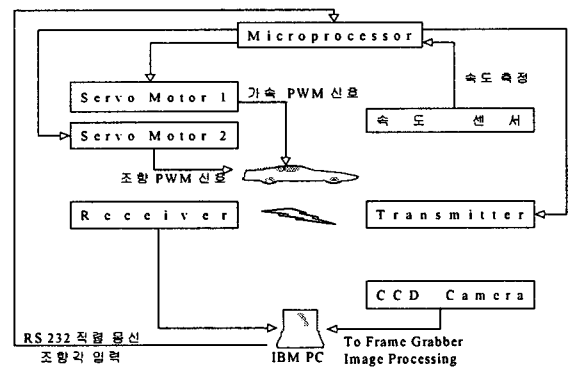 Microprocessor
속도 측정
Servo Motor 1
가속 PWM 신호
속 도 센 서
Servo Motor 2
조향 PWM 신호
Receiver
Transmitter
CCD Camera
RS 232 직렬 통신
조향각 입력
IBM PC
To Frame Grabber
Image Processing